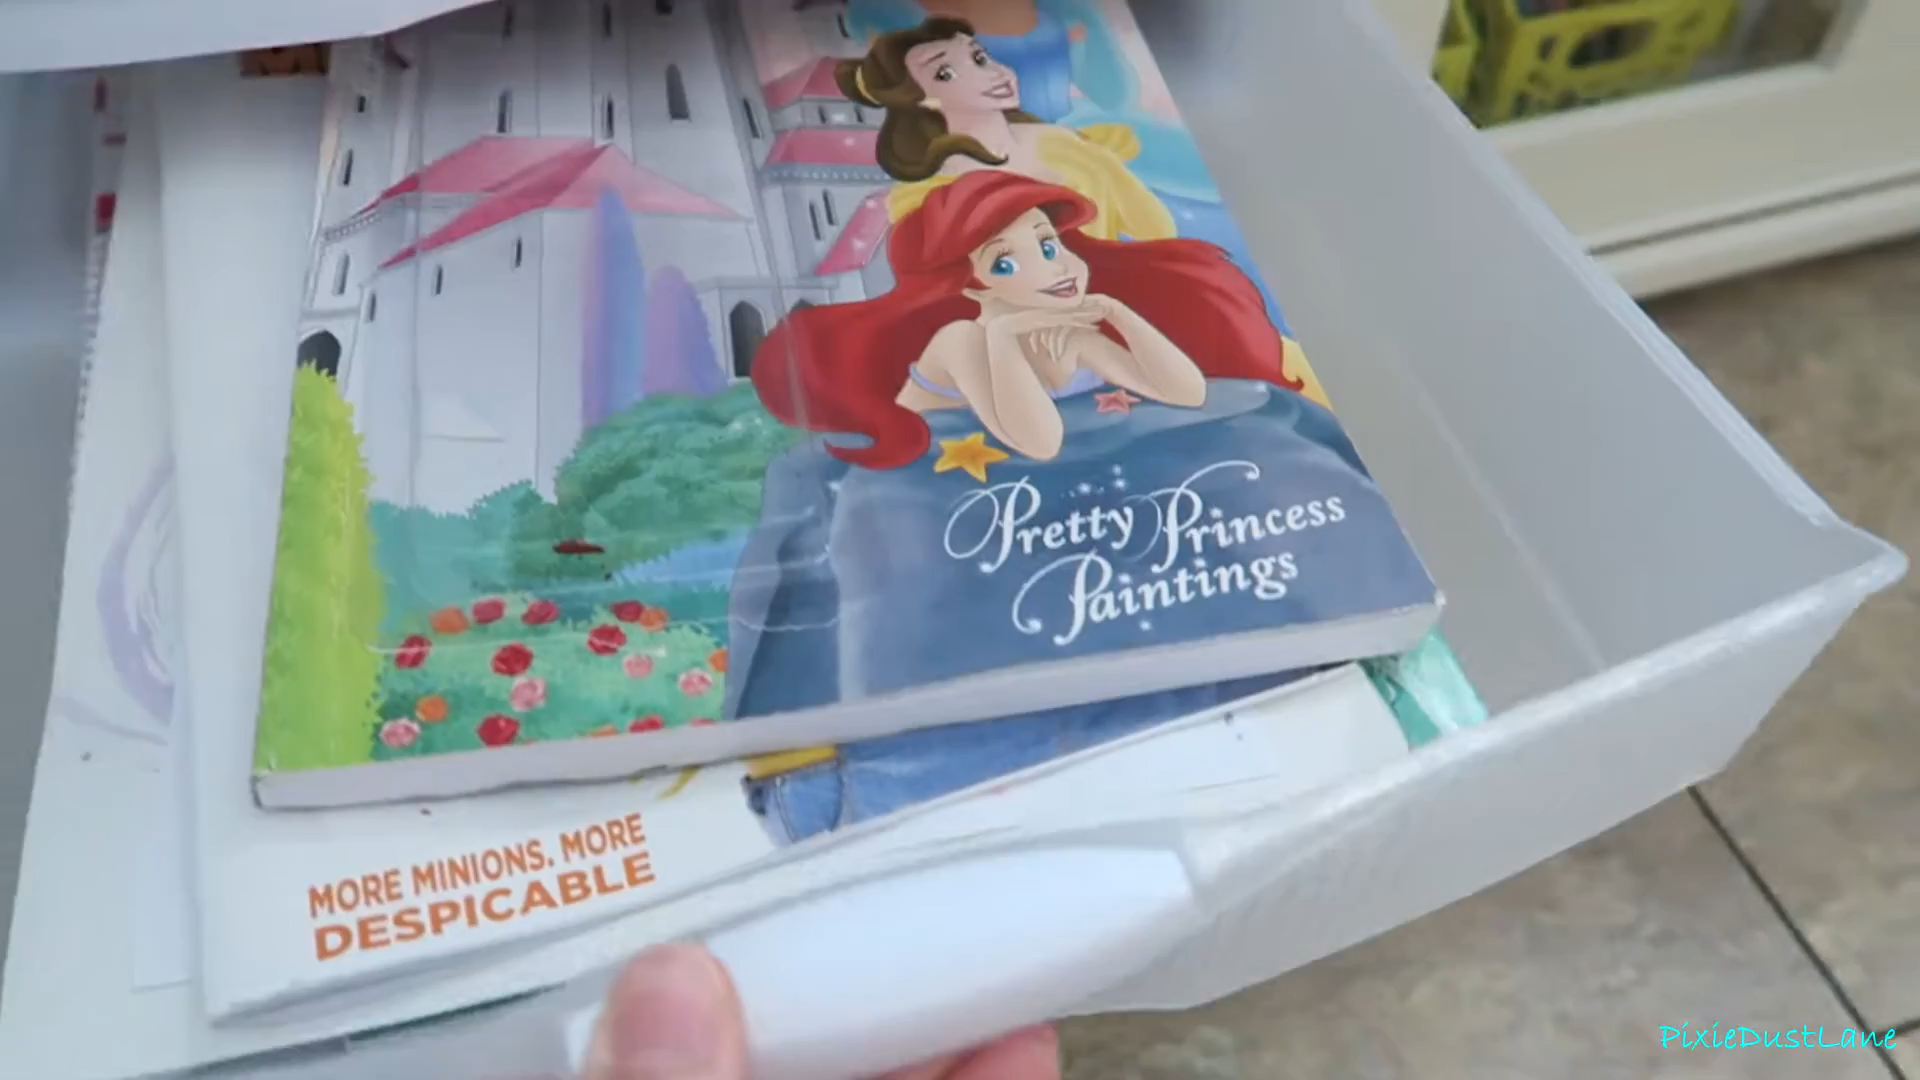 Pretty Princess
Paintings
MORE MINIONS. MORE
DESPICABLE
PixieDustLane